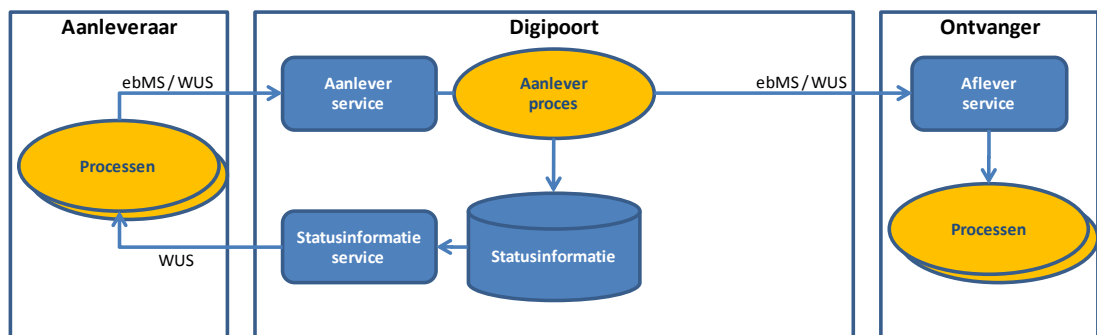 Aanleveraar
Digipoort
Ontvanger
ebMS / WUS
Aanlever
service
Aanlever
proces
ebMS / WUS
Aflever
service
Processen
Statusinformatie
service
Statusinformatie
Processen
WUS